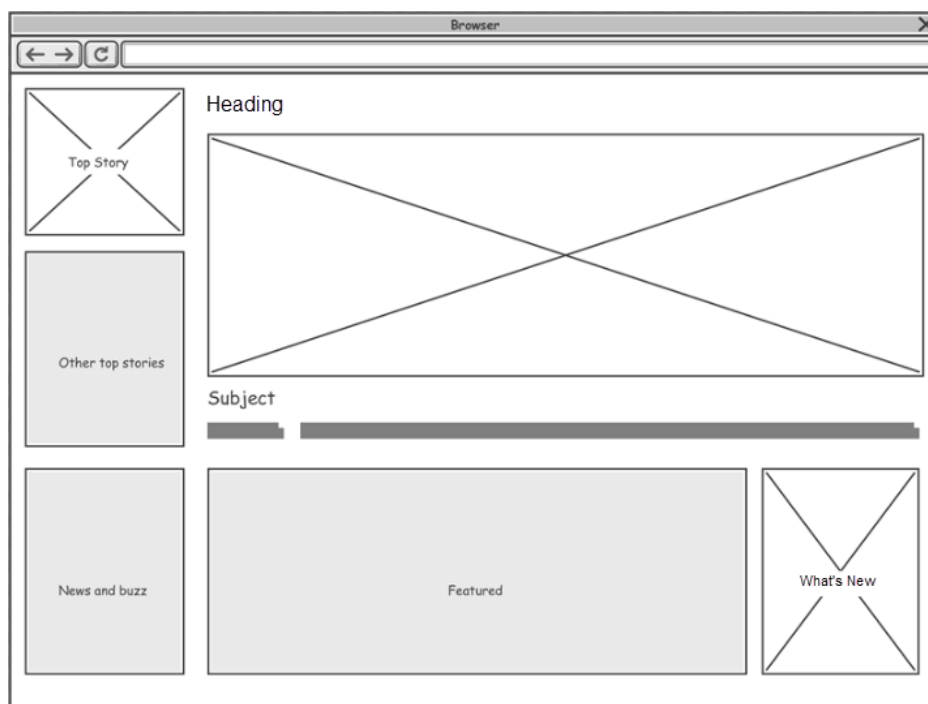 Browser
Heading
Top Story
Other top stories
Subject
News and buzz
Featured
What's New